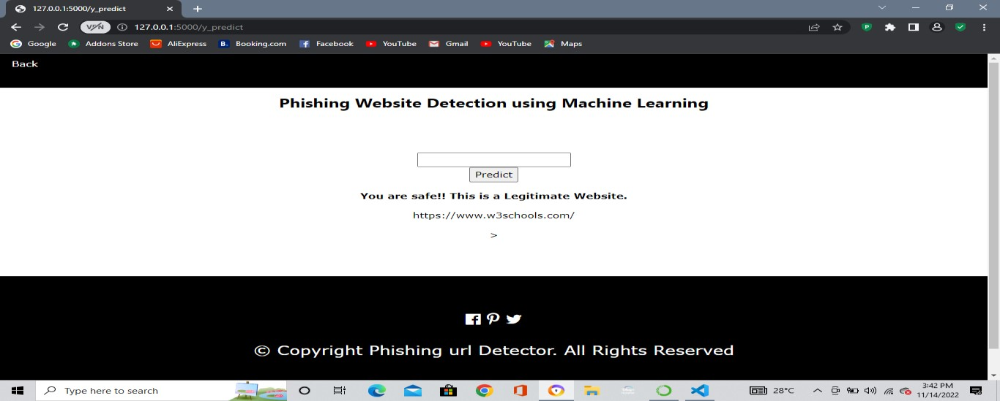 127.0.0.1:5000/y_predict
VPN 127.0.0.1:5000/y_predict
Google Addons Store AliExpress B. Booking.com Facebook YouTube Gmail YouTube Maps
Back
Phishing Website Detection using Machine Learning
Predict
You are safe!! This is a Legitimate Website.
https://www.w3schools.com/
>
© Copyright Phishing url Detector. All Rights Reserved
Type here to search 28°C 3:42 PM
11/14/2022